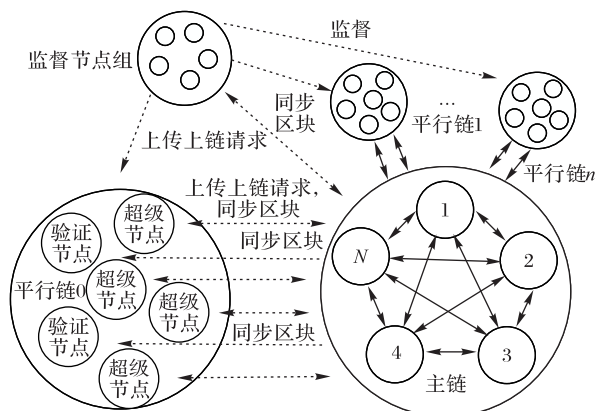 监督
监督节点组
同步
区块
...
平行链1
平行链n
上传上链请求
上传上链请求,
同步区块
同步区块
超级
节点
验证
节点
平行链0
超级
节点
超级
节点
验证
节点
同步区块
超级
节点
1
N
2
4
3
主链